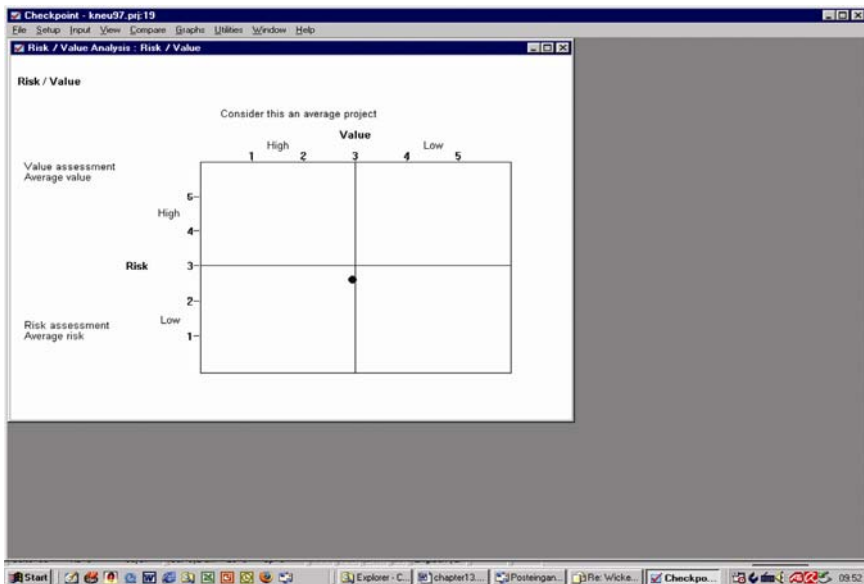 Checkpoint - kneu97.prj:19
File Setup Input View Compare Graphs Utilities Window Help
Risk / Value Analysis : Risk / Value
Risk / Value
Consider this an average project
Value
High Low
1 2 3 4 5
Value assessment
Average value
5
High
4
Risk 3
2
Low
1
Risk assessment
Average risk
Start Explorer - C... chapter13.... Posteingan... Re: Wicke... Checkpo... 09:52